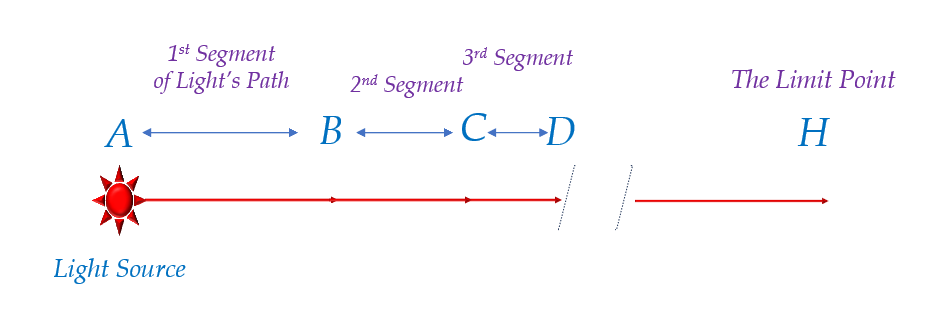 1st Segment
of Light's Path
2nd Segment
3rd Segment
The Limit Point
A
B
C
D
H
Light Source